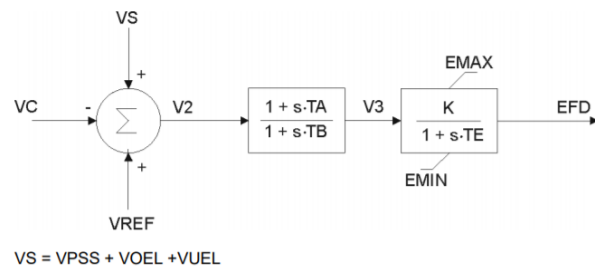 VS
+
EMAX
VC
-
Σ
V2
1 + s·TA
1 + s·TB
V3
K
1 + s·TE
EFD
+
EMIN
VREF
VS = VPSS + VOEL +VUEL